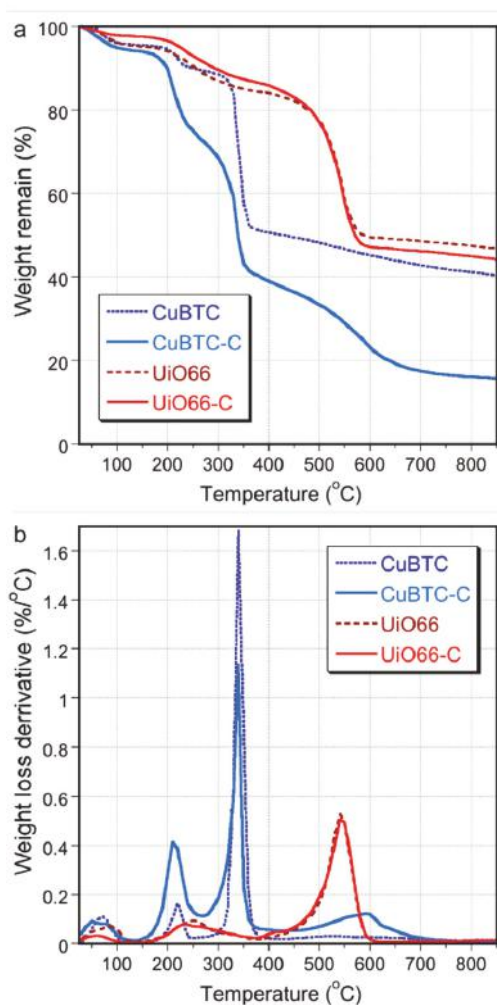 a
100
80
60
40
20
0
Weight remain (%)
CuBTC
CuBTC-C
UiO66
UiO66-C
100 200 300 400 500 600 700 800
Temperature (°C)
b
1.6
1.4
1.2
1
0.8
0.6
0.4
0.2
0
Weight loss derrivative (%/°C)
CuBTC
CuBTC-C
UiO66
UiO66-C
100 200 300 400 500 600 700 800
Temperature (°C)